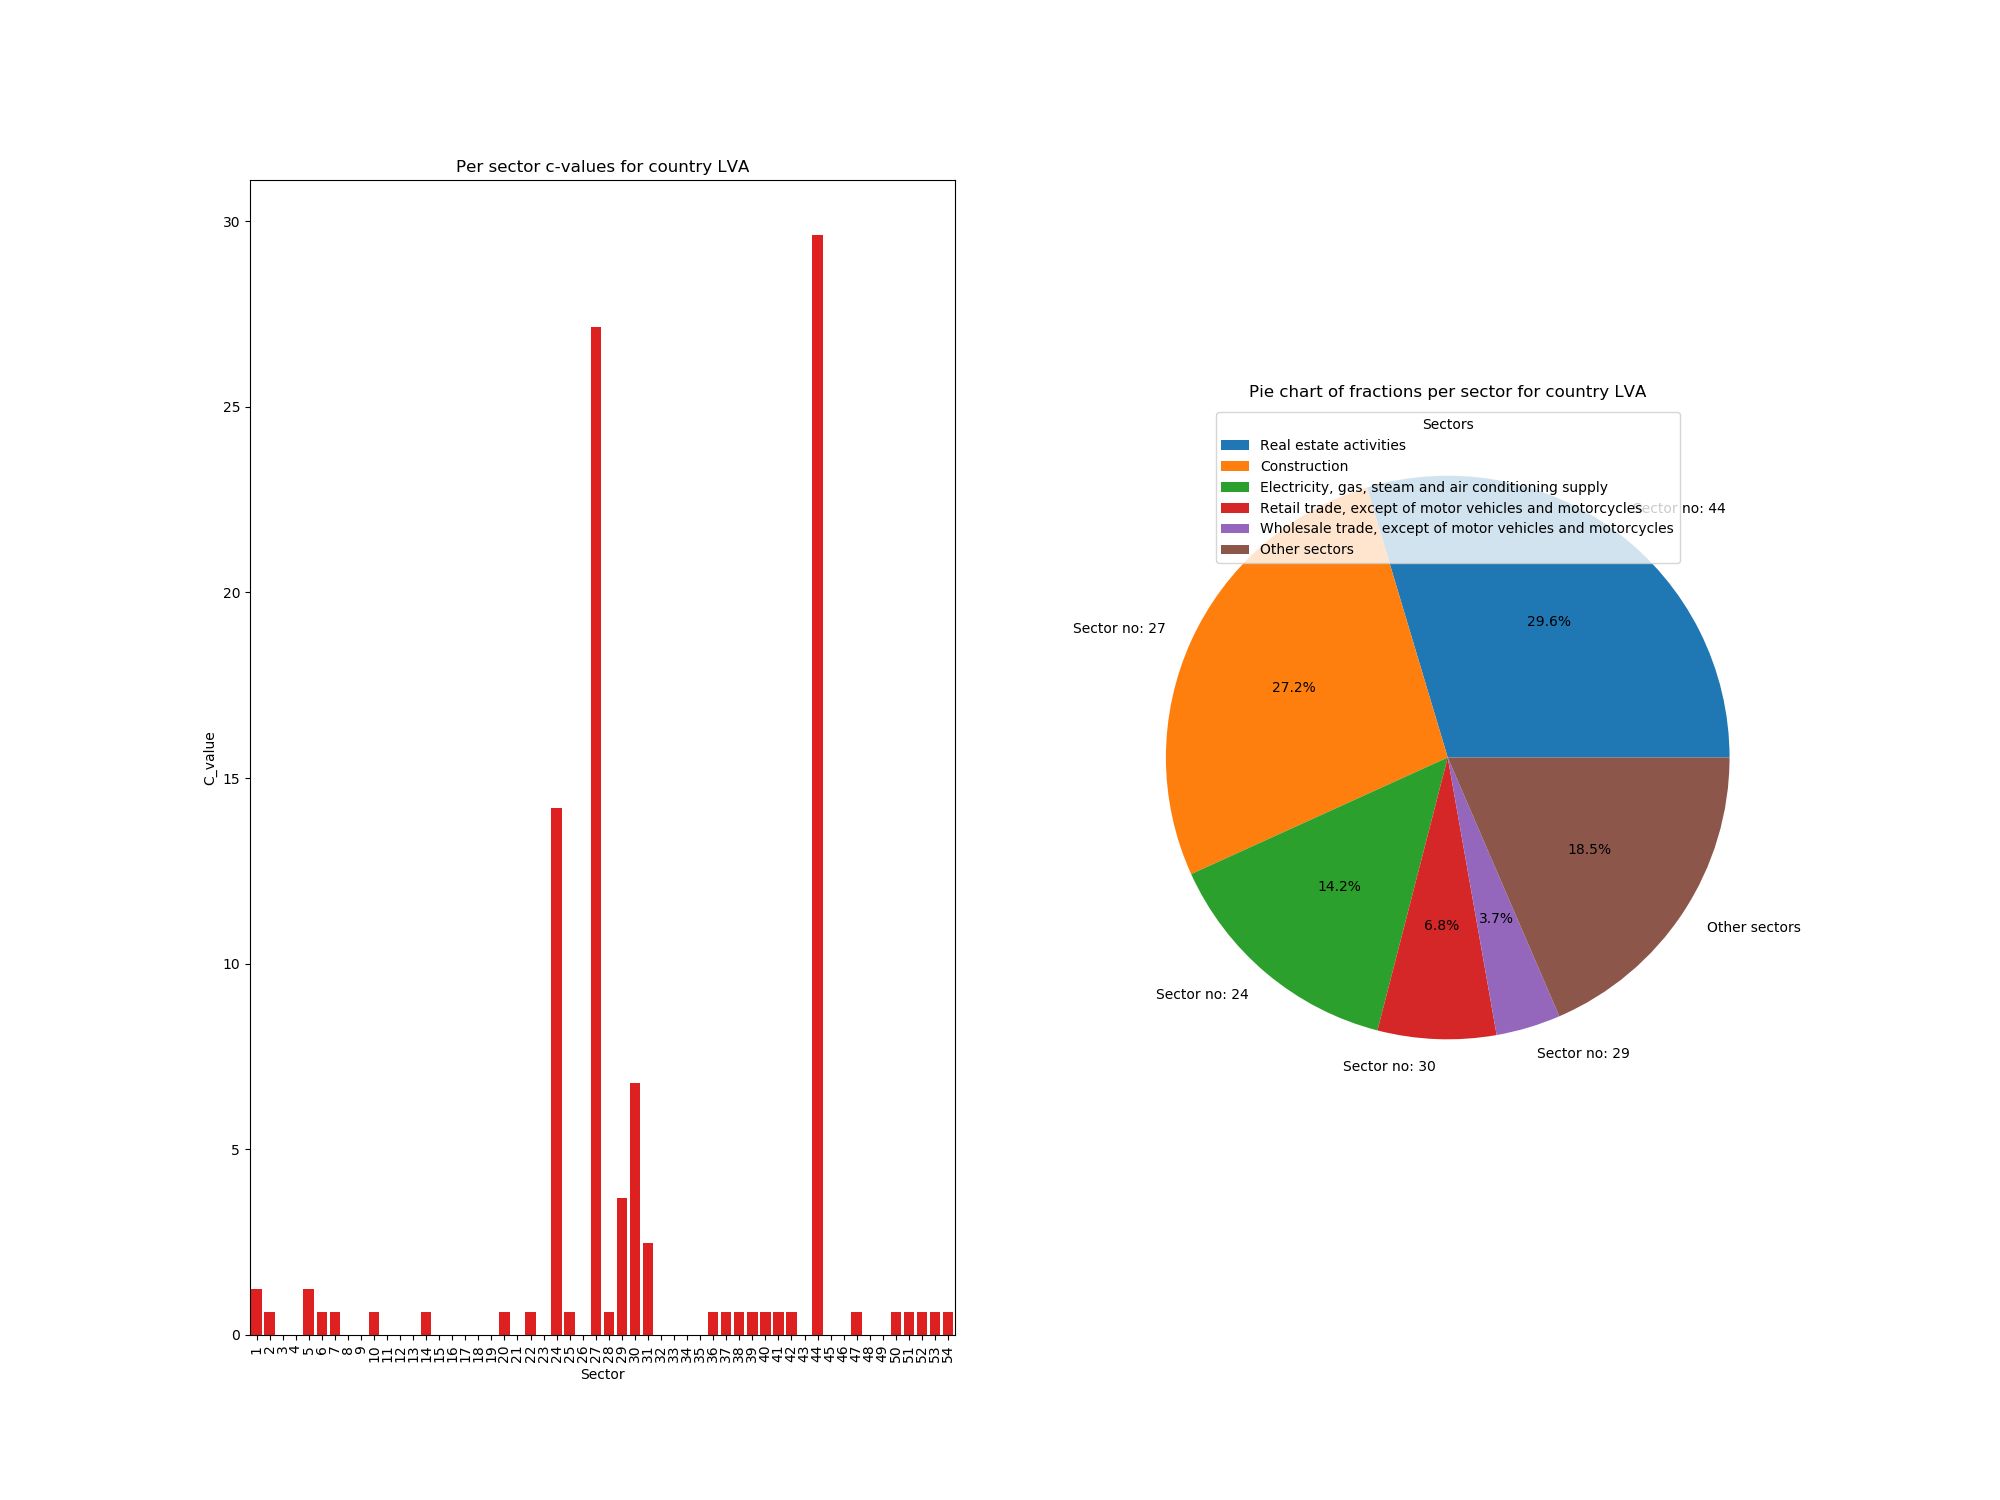 Per sector c-values for country LVA
30
25
20
15
10
5
0
C_value
1 2 3 4 5 6 7 8 9 10 11 12 13 14 15 16 17 18 19 20 21 22 23 24 25 26 27 28 29 30 31 32 33 34 35 36 37 38 39 40 41 42 43 44 45 46 47 48 49 50 51 52 53 54
Sector
Pie chart of fractions per sector for country LVA
Sectors
Real estate activities
Construction
Electricity, gas, steam and air conditioning supply
Retail trade, except of motor vehicles and motorcycles
Wholesale trade, except of motor vehicles and motorcycles
Other sectors
Sector no: 44
29.6%
Sector no: 27
27.2%
14.2%
Sector no: 24
6.8%
Sector no: 30
3.7%
Sector no: 29
18.5%
Other sectors